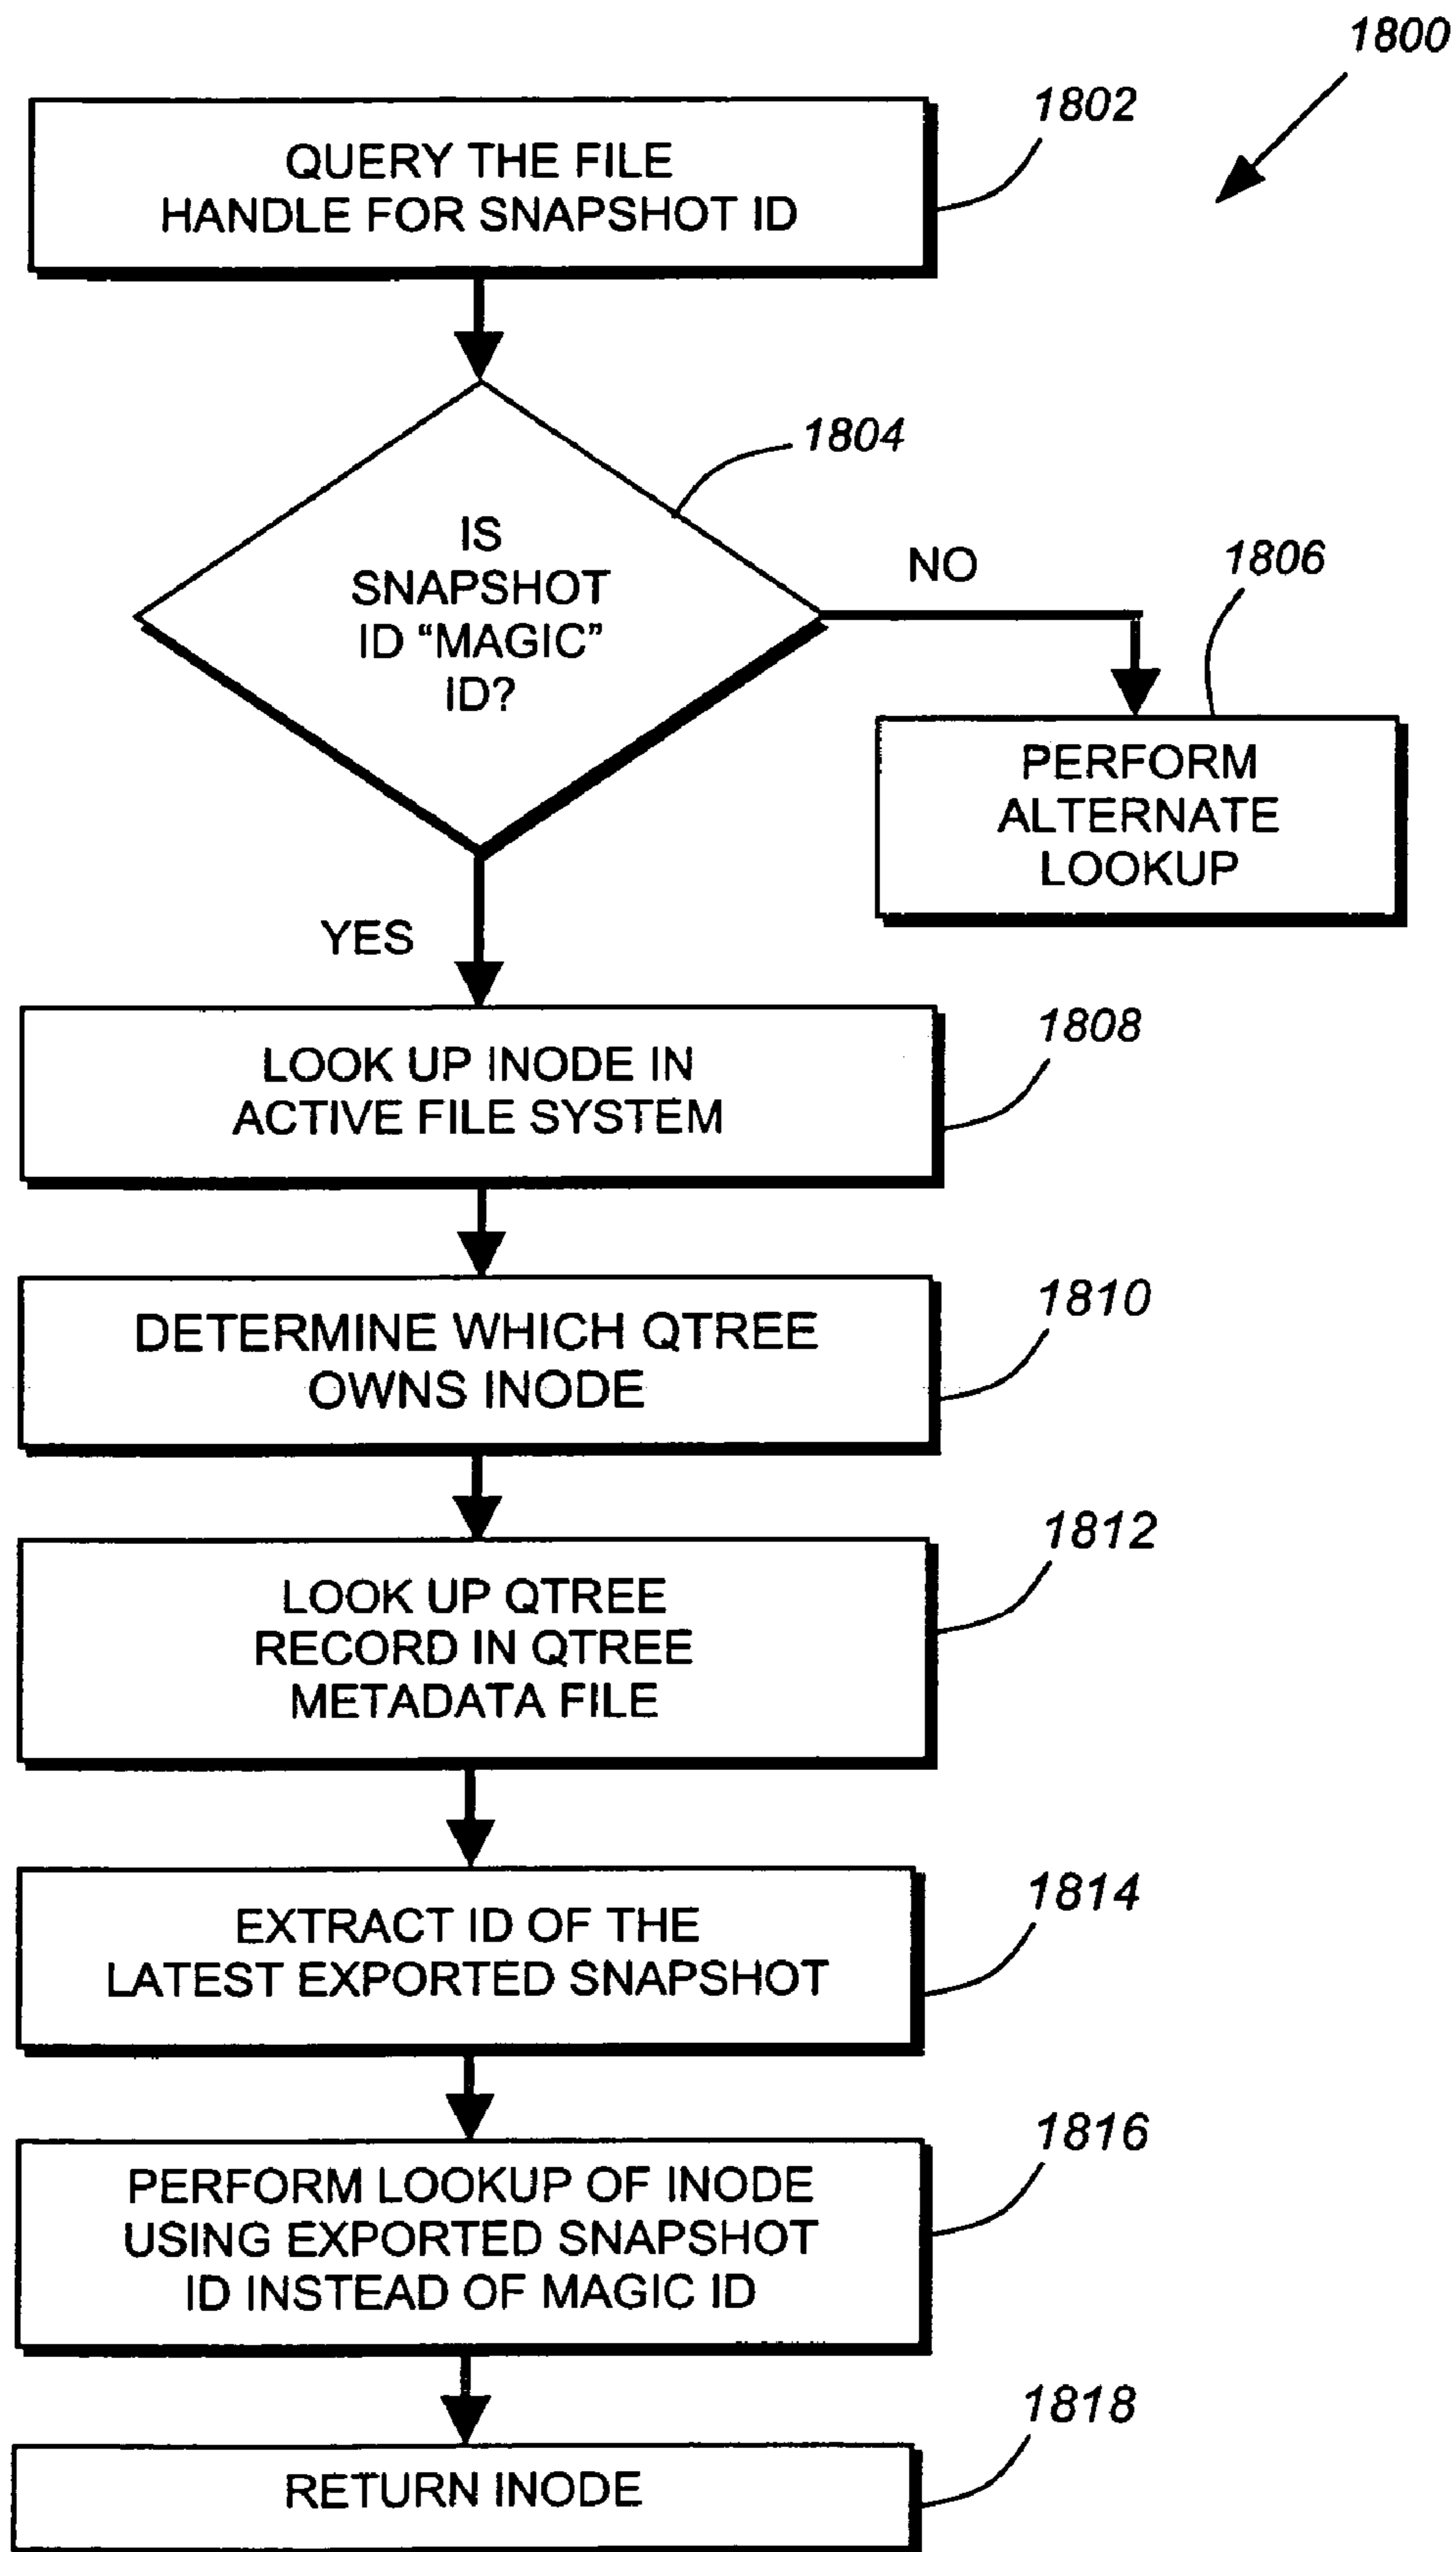 1800
1802
QUERY THE FILE
HANDLE FOR SNAPSHOT ID
1804
IS
SNAPSHOT
ID “MAGIC”
ID?
NO
1806
PERFORM
ALTERNATE
LOOKUP
YES
1808
LOOK UP INODE IN
ACTIVE FILE SYSTEM
1810
DETERMINE WHICH QTREE
OWNS INODE
1812
LOOK UP QTREE
RECORD IN QTREE
METADATA FILE
1814
EXTRACT ID OF THE
LATEST EXPORTED SNAPSHOT
1816
PERFORM LOOKUP OF INODE
USING EXPORTED SNAPSHOT
ID INSTEAD OF MAGIC ID
1818
RETURN INODE